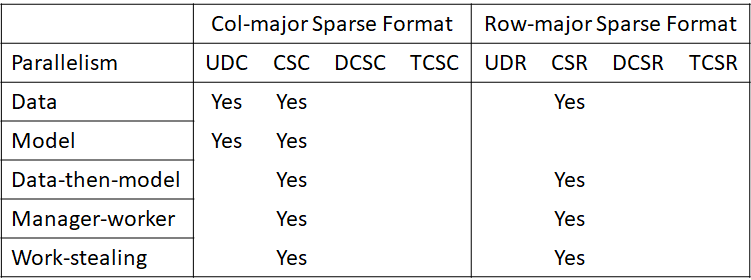 Col-major Sparse Format Row-major Sparse Format
Parallelism UDC CSC DCSC TCSC UDR CSR DCSR TCSR
Data Yes Yes Yes
Model Yes Yes
Data-then-model Yes Yes
Manager-worker Yes Yes
Work-stealing Yes Yes